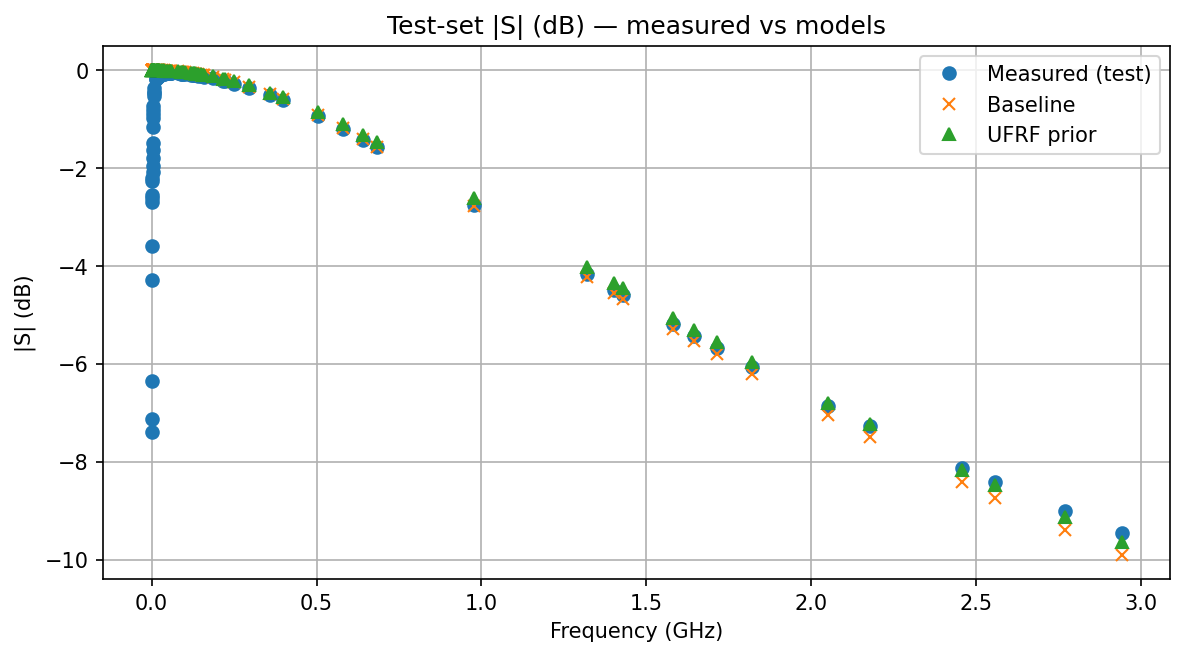 Test-set |S| (dB) — measured vs models
Measured (test)
Baseline
UFRF prior
|S| (dB)
0
−2
−4
−6
−8
−10
0.0 0.5 1.0 1.5 2.0 2.5 3.0
Frequency (GHz)